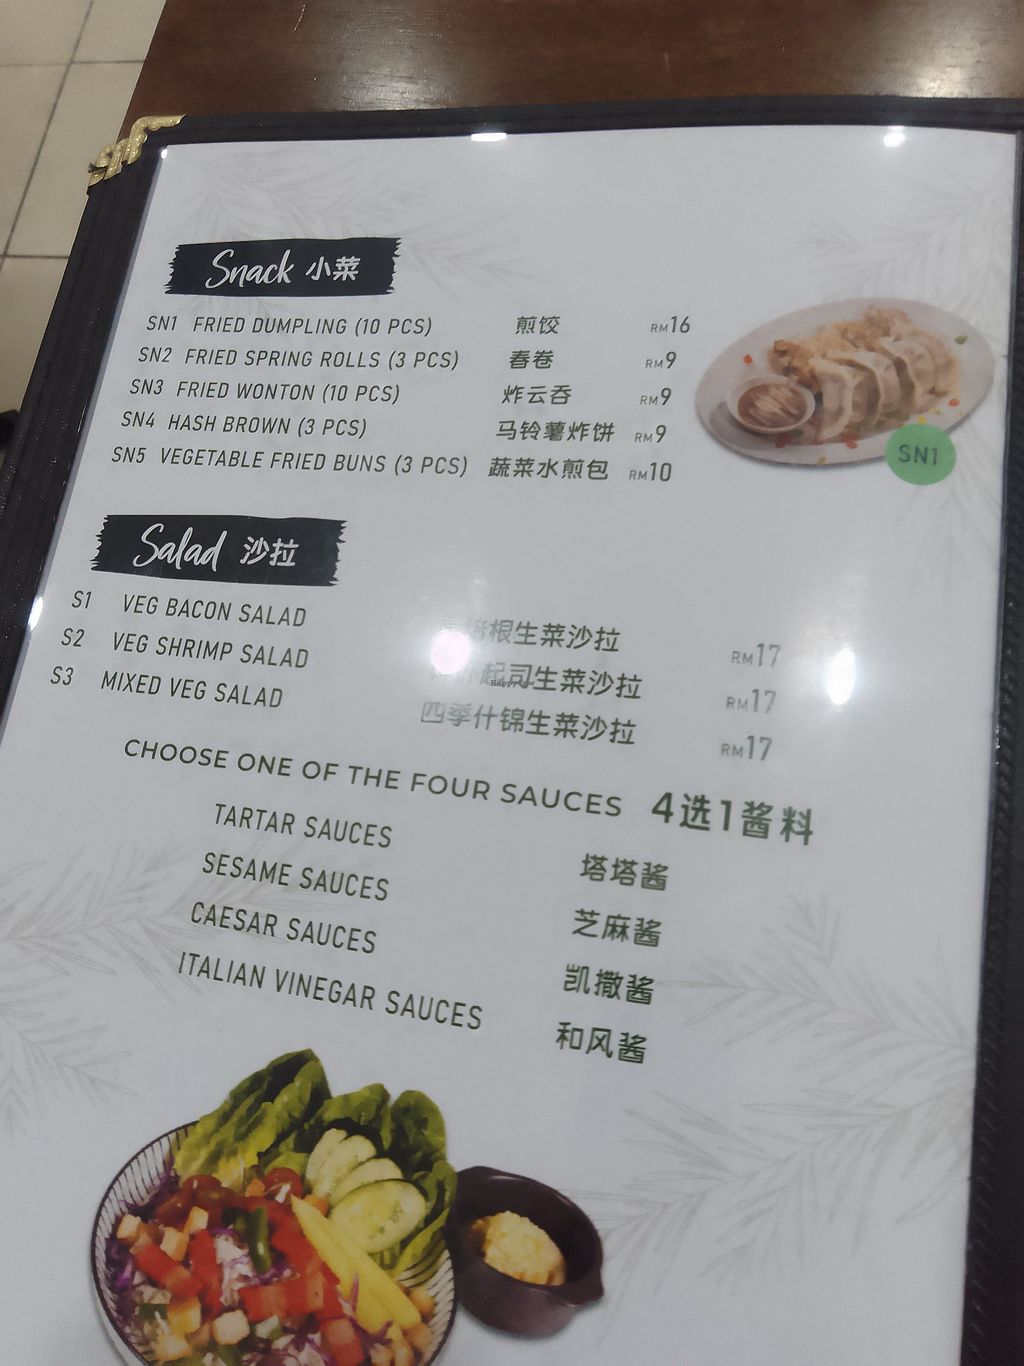 Snack 小菜
SN1 FRIED DUMPLING (10 PCS) 煎饺 RM16
SN2 FRIED SPRING ROLLS (3 PCS) 春卷 RM9
SN3 FRIED WONTON (10 PCS) 炸云吞 RM9
SN4 HASH BROWN (3 PCS) 马铃薯炸饼 RM9
SN5 VEGETABLE FRIED BUNS (3 PCS) 蔬菜水煎包 RM10
SN1
Salad 沙拉
S1 VEG BACON SALAD 培根生菜沙拉 RM17
S2 VEG SHRIMP SALAD 起司生菜沙拉 RM17
HappyCow
S3 MIXED VEG SALAD 四季什锦生菜沙拉 RM17
CHOOSE ONE OF THE FOUR SAUCES 4选1酱料
TARTAR SAUCES 塔塔酱
SESAME SAUCES 芝麻酱
CAESAR SAUCES 凯撒酱
ITALIAN VINEGAR SAUCES 和风酱